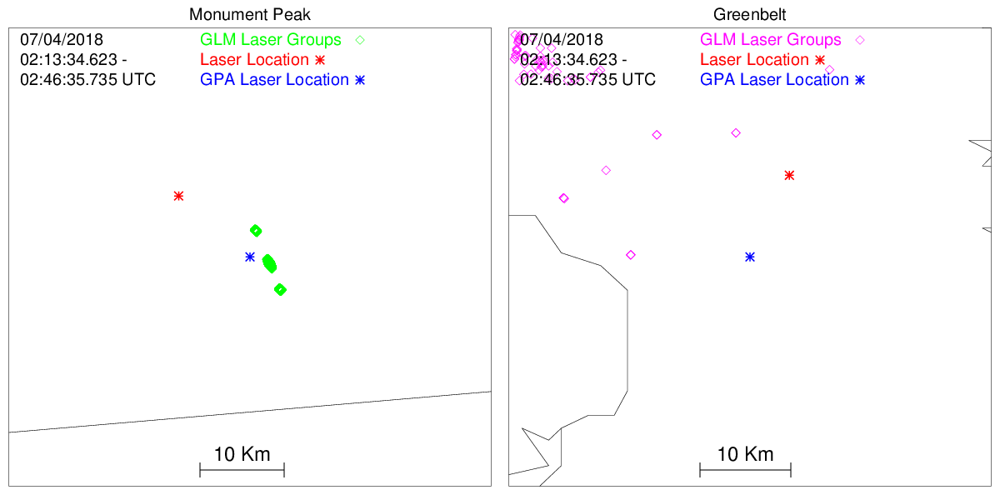 Monument Peak
07/04/2018 GLM Laser Groups
02:13:34.623 - Laser Location
02:46:35.735 UTC GPA Laser Location
10 Km
Greenbelt
07/04/2018 GLM Laser Groups
02:13:34.623 - Laser Location
02:46:35.735 UTC GPA Laser Location
10 Km